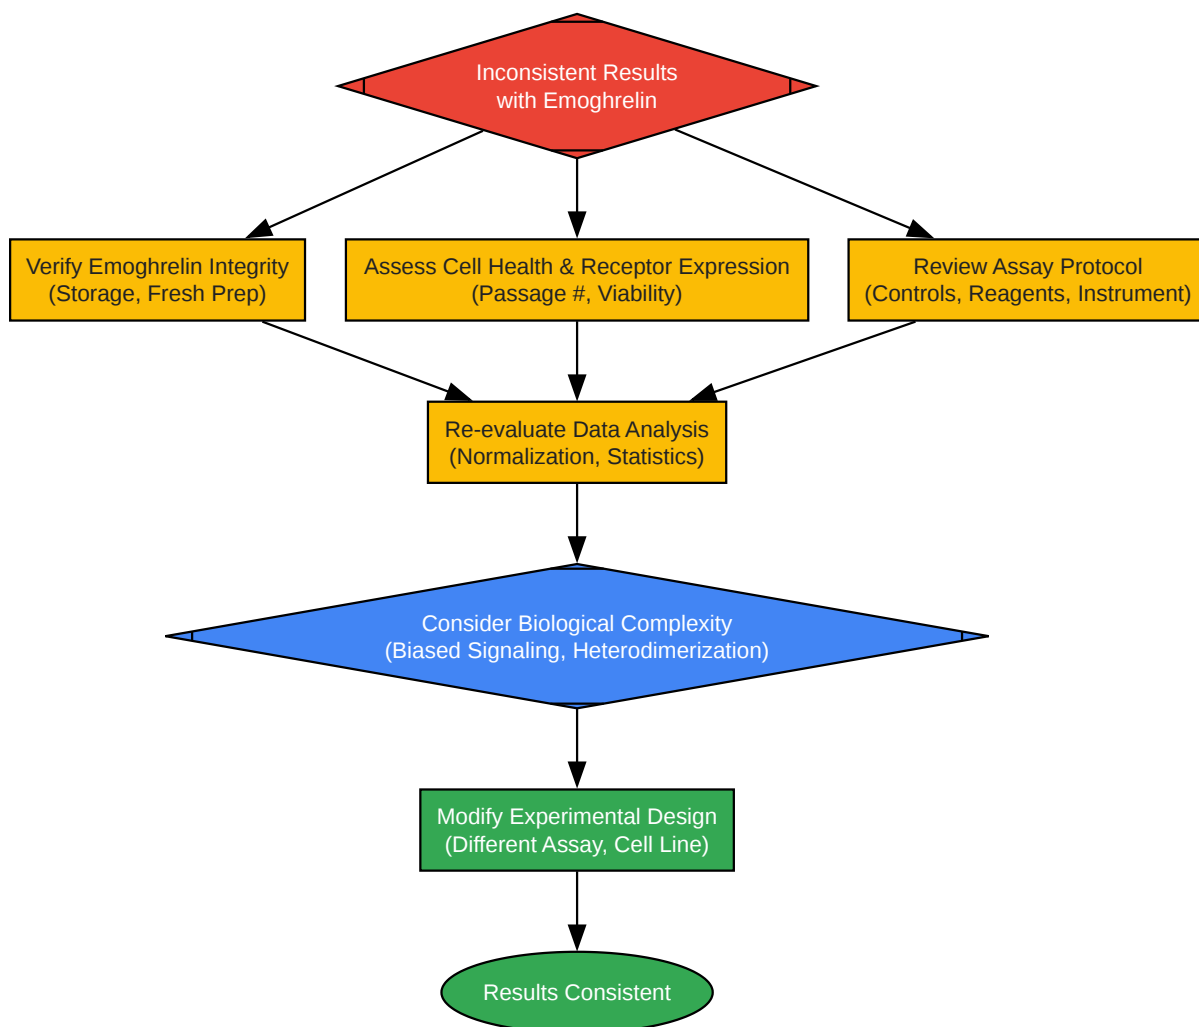 Inconsistent Results
with Emoghrelin
Verify Emoghrelin Integrity
(Storage, Fresh Prep)
Assess Cell Health & Receptor Expression
(Passage #, Viability)
Review Assay Protocol
(Controls, Reagents, Instrument)
Re-evaluate Data Analysis
(Normalization, Statistics)
Consider Biological Complexity
(Biased Signaling, Heterodimerization)
Modify Experimental Design
(Different Assay, Cell Line)
Results Consistent